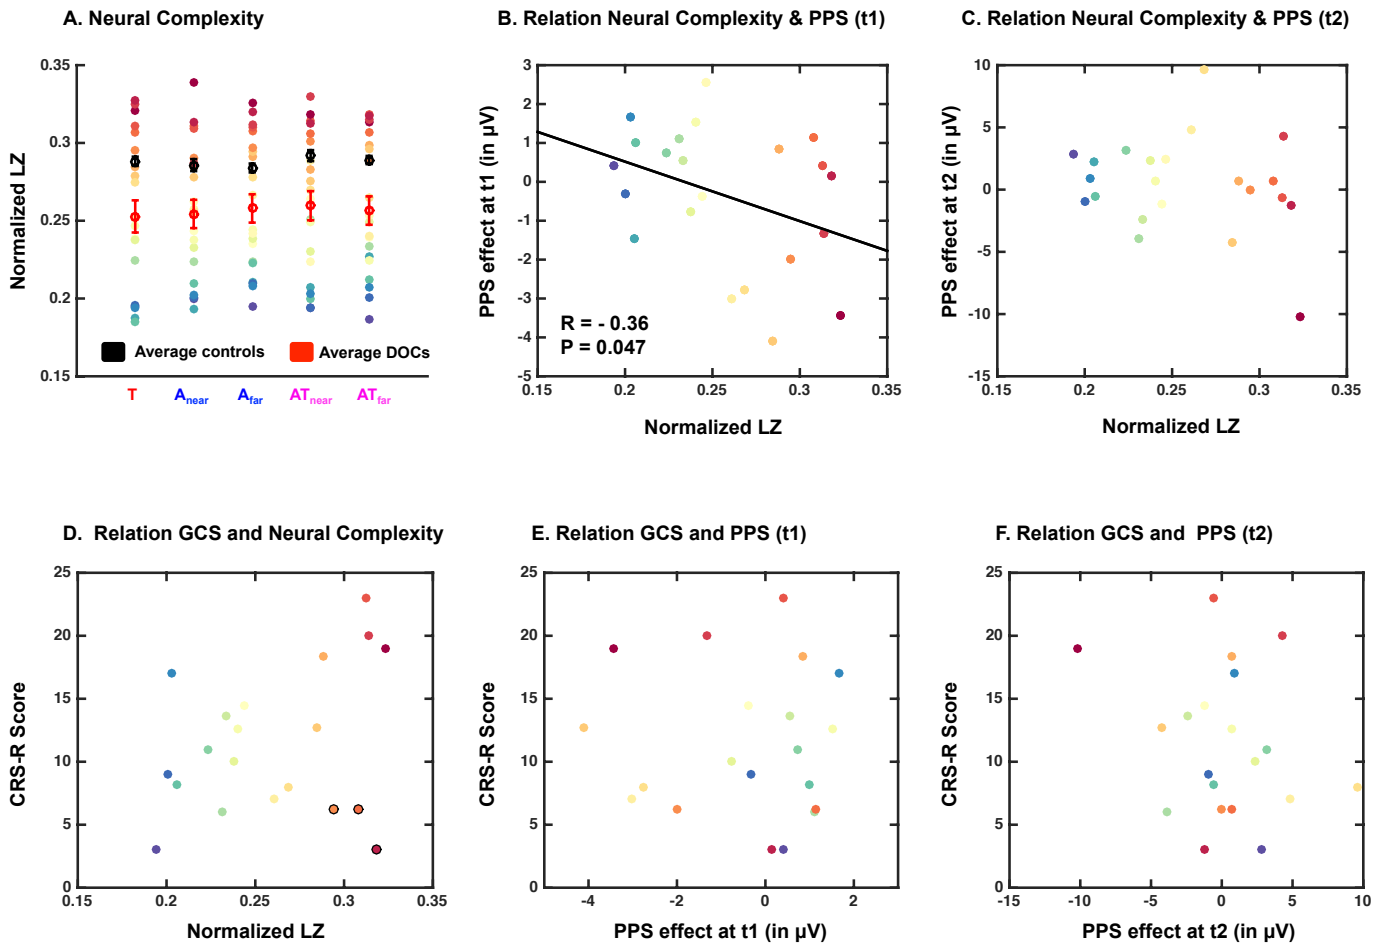 A. Neural Complexity
B. Relation Neural Complexity & PPS (t1)
C. Relation Neural Complexity & PPS (t2)
Normalized LZ
0.35
0.3
0.25
0.2
0.15
Average controls
Average DOCs
T
A near
A far
AT near
AT far
PPS effect at t1 (in μV)
3
2
1
0
-1
-2
-3
-4
-5
R = - 0.36
P = 0.047
0.15
0.2
0.25
0.3
0.35
Normalized LZ
PPS effect at t2 (in μV)
10
5
0
-5
-10
-15
0.15
0.2
0.25
0.3
0.35
Normalized LZ
D. Relation GCS and Neural Complexity
E. Relation GCS and PPS (t1)
F. Relation GCS and PPS (t2)
CRS-R Score
25
20
15
10
5
0
0.15
0.2
0.25
0.3
0.35
Normalized LZ
CRS-R Score
25
20
15
10
5
0
-4
-2
0
2
PPS effect at t1 (in μV)
CRS-R Score
25
20
15
10
5
0
-15
-10
-5
0
5
10
PPS effect at t2 (in μV)